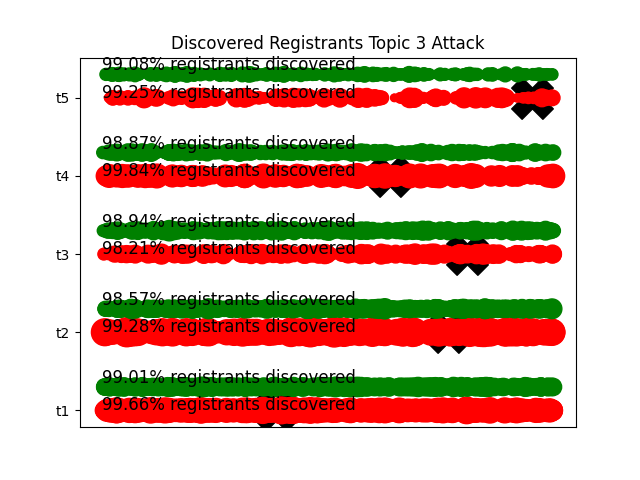 Discovered Registrants Topic 3 Attack
99.08% registrants discovered
t5
99.25% registrants discovered
98.87% registrants discovered
t4
99.84% registrants discovered
98.94% registrants discovered
t3
98.21% registrants discovered
98.57% registrants discovered
t2
99.28% registrants discovered
99.01% registrants discovered
t1
99.66% registrants discovered